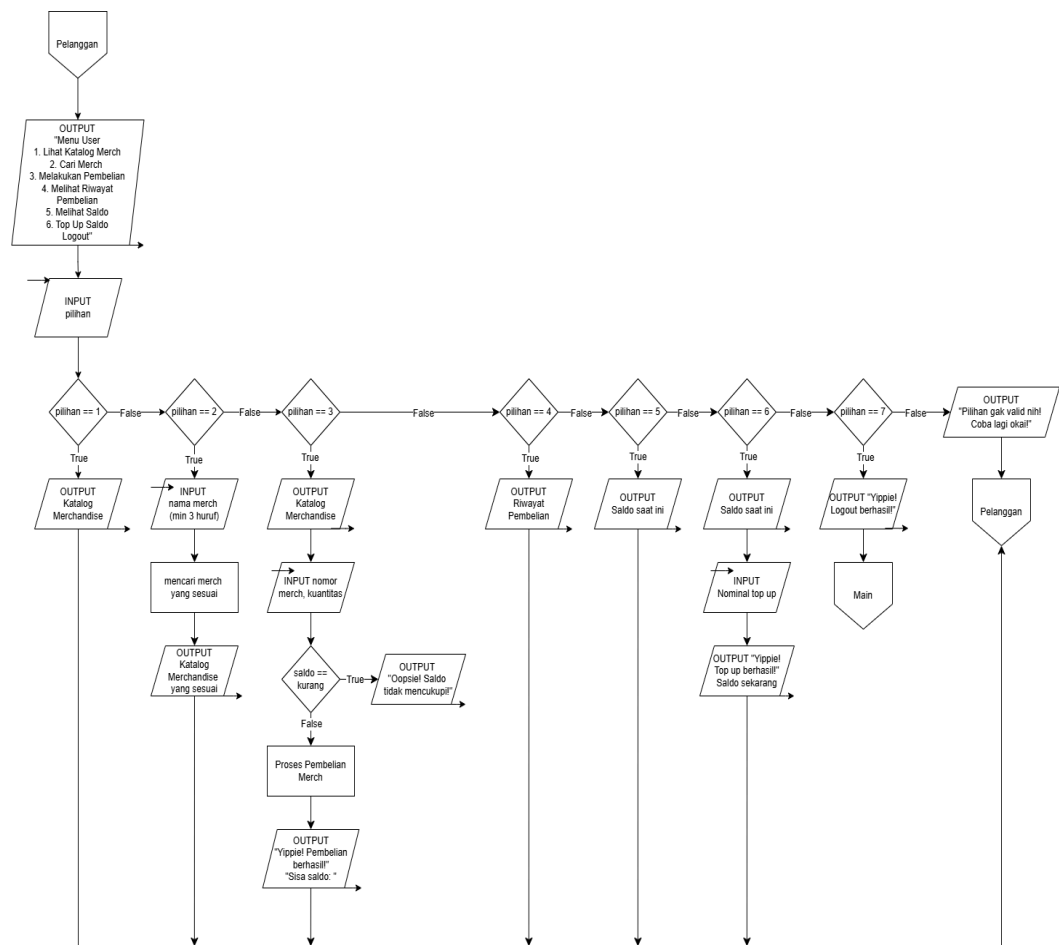 Pelanggan
OUTPUT
"Menu User
1. Lihat Katalog Merch
2. Cari Merch
3. Melakukan Pembelian
4. Melihat Riwayat
Pembelian
5. Melihat Saldo
6. Top Up Saldo
Logout"
INPUT
pilihan
pilihan == 1
False
pilihan == 2
False
pilihan == 3
False
pilihan == 4
False
pilihan == 5
False
pilihan == 6
False
pilihan == 7
False
OUTPUT
"Pilihan gak valid nih!
Coba lagi okai!"
True
True
True
True
True
True
True
OUTPUT
Katalog
Merchandise
INPUT
nama merch
(min 3 huruf)
OUTPUT
Katalog
Merchandise
OUTPUT
Riwayat
Pembelian
OUTPUT
Saldo saat ini
OUTPUT
Saldo saat ini
OUTPUT "Yippie!
Logout berhasil!"
Pelanggan
mencari merch
yang sesuai
INPUT nomor
merch, kuantitas
INPUT
Nominal top up
Main
OUTPUT
Katalog
Merchandise
yang sesuai
saldo ==
kurang
True
OUTPUT
"Oopsie! Saldo
tidak mencukupi!"
OUTPUT "Yippie!
Top up berhasil!"
Saldo sekarang
False
Proses Pembelian
Merch
OUTPUT
"Yippie! Pembelian
berhasil!"
"Sisa saldo: "